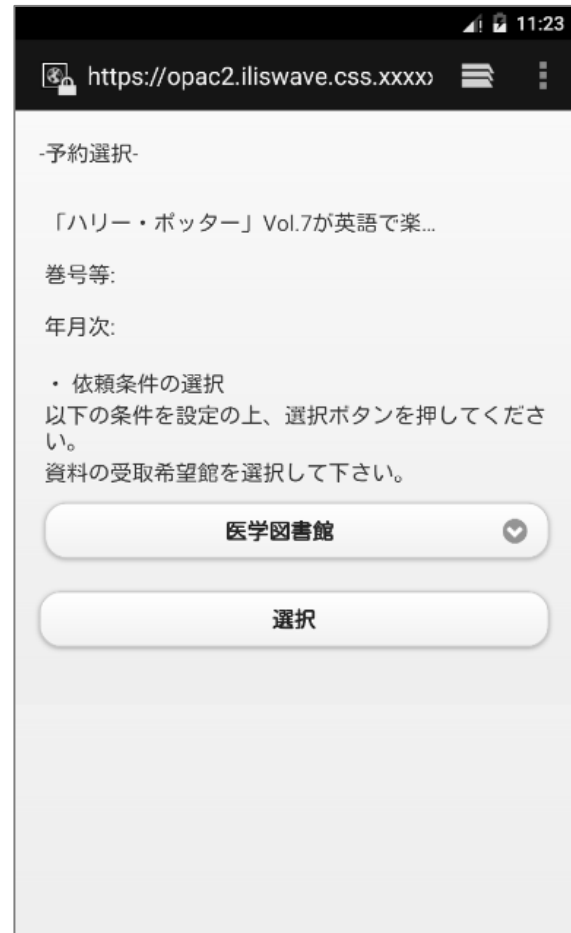 11:23
https://opac2.iliswave.css.xxxx
-予約選択-
「ハリー・ポッター」Vol.7が英語で楽...
巻号等:
年月次:
・ 依頼条件の選択
以下の条件を設定の上、選択ボタンを押してくださ
い。
資料の受取希望館を選択して下さい。
医学図書館
選択